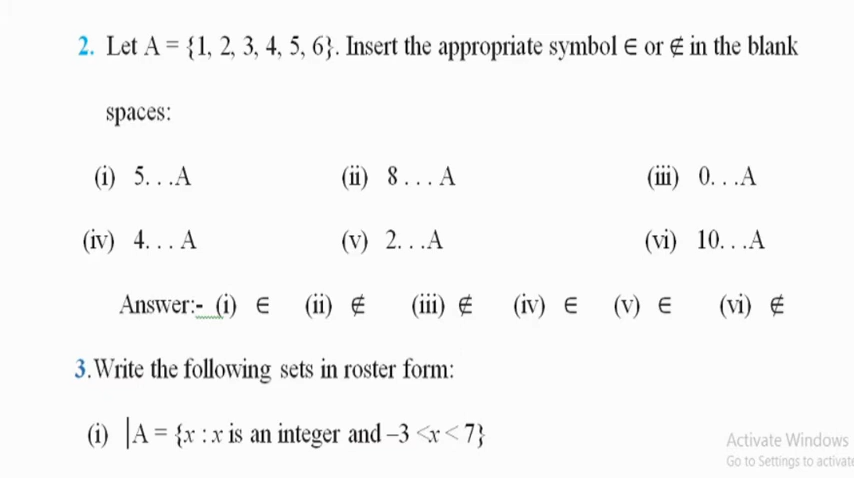 2. Let A = {1, 2, 3, 4, 5, 6}. Insert the appropriate symbol ∈ or ∉ in the blank
spaces:
(i) 5. . .A (ii) 8 . . . A (iii) 0. . .A
(iv) 4. . . A (v) 2. . .A (vi) 10. . .A
Answer:- (i) ∈ (ii) ∉ (iii) ∉ (iv) ∈ (v) ∈ (vi) ∉
3.Write the following sets in roster form:
(i) A = {x : x is an integer and –3 <x < 7}
Activate Windows
Go to Settings to activate